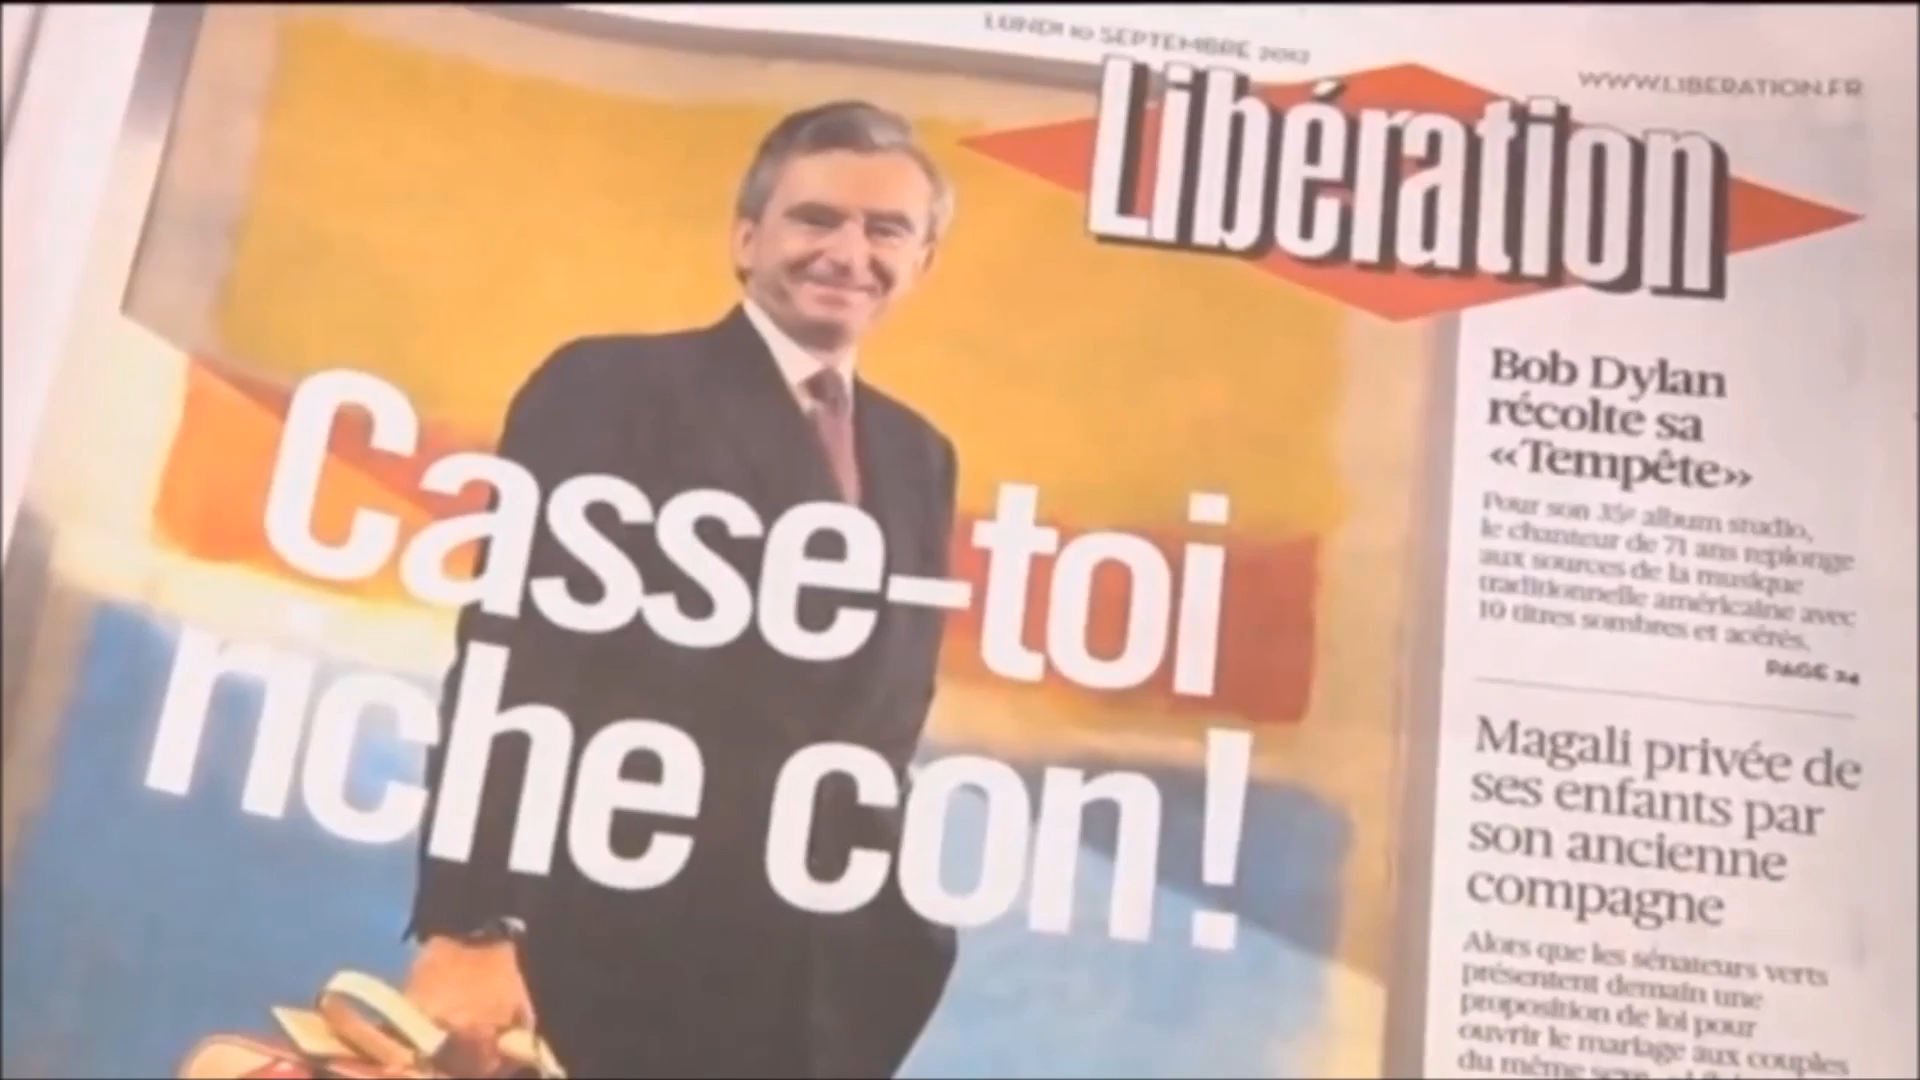 LUNDI 10 SEPTEMBRE 2012
WWW.LIBERATION.FR
Libération
Casse-toi
riche con!
Bob Dylan
récolte sa
«Tempête»
Pour son 35e album studio,
le chanteur de 71 ans replonge
aux sources de la musique
traditionnelle américaine avec
10 titres sombres et acérés.
PAGE 24
Magali privée de
ses enfants par
son ancienne
compagne
Alors que les sénateurs verts
présentent demain une
proposition de loi pour
ouvrir le mariage aux couples
du même sexe,